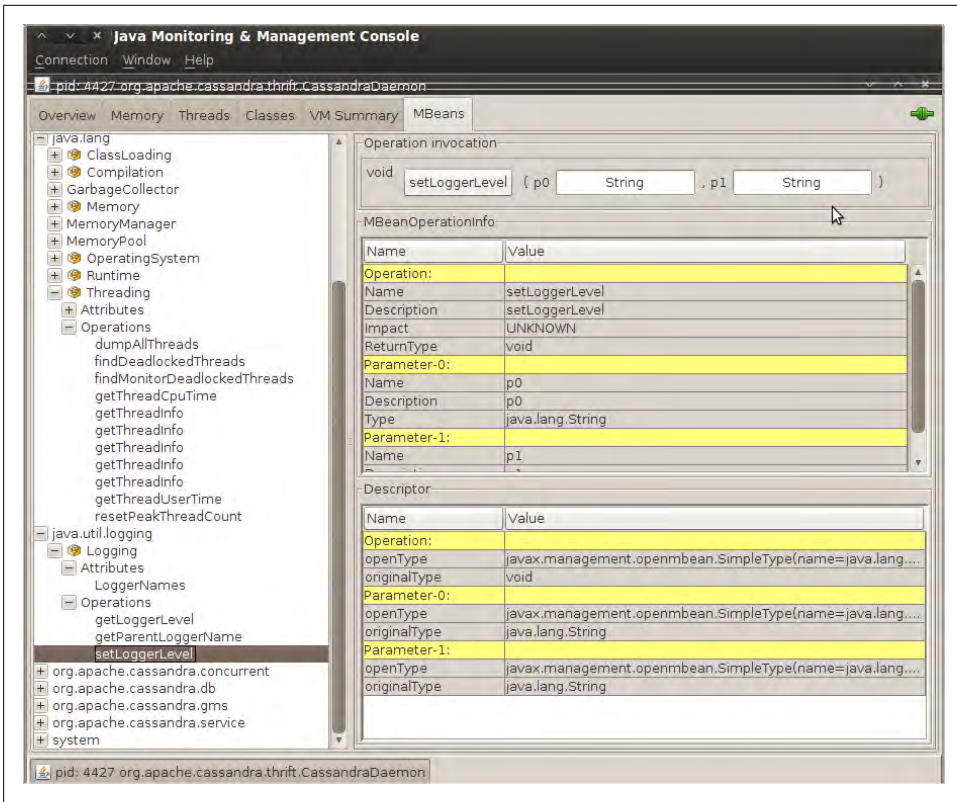 Java Monitoring & Management Console
Connection Window Help
pid: 4427 org.apache.cassandra.thrift.CassandraDaemon
Overview Memory Threads Classes VM Summary MBeans
java.lang
ClassLoading
Compilation
GarbageCollector
Memory
MemoryManager
MemoryPool
OperatingSystem
Runtime
Threading
Attributes
Operations
dumpAllThreads
findDeadlockedThreads
findMonitorDeadlockedThreads
getThreadCpuTime
getThreadInfo
getThreadInfo
getThreadInfo
getThreadInfo
getThreadInfo
getThreadUserTime
resetPeakThreadCount
java.util.logging
Logging
Attributes
LoggerNames
Operations
getLoggerLevel
getParentLoggerName
setLoggerLevel
org.apache.cassandra.concurrent
org.apache.cassandra.db
org.apache.cassandra.gms
org.apache.cassandra.service
system
Operation invocation
void setLoggerLevel ( p0 String , p1 String )
MBeanOperationInfo
Name Value
Operation:
Name setLoggerLevel
Description setLoggerLevel
Impact UNKNOWN
ReturnType void
Parameter-0:
Name p0
Description p0
Type java.lang.String
Parameter-1:
Name p1
Descriptor
Name Value
Operation:
openType javax.management.openmbean.SimpleType(name=java.lang....
originalType void
Parameter-0:
openType javax.management.openmbean.SimpleType(name=java.lang....
originalType java.lang.String
Parameter-1:
openType javax.management.openmbean.SimpleType(name=java.lang....
originalType java.lang.String
pid: 4427 org.apache.cassandra.thrift.CassandraDaemon